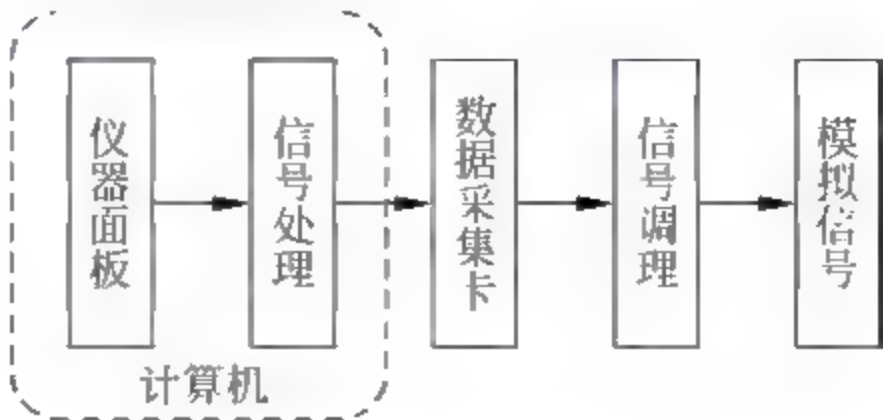 仪器面板
信号处理
数据采集卡
信号调理
模拟信号
计算机